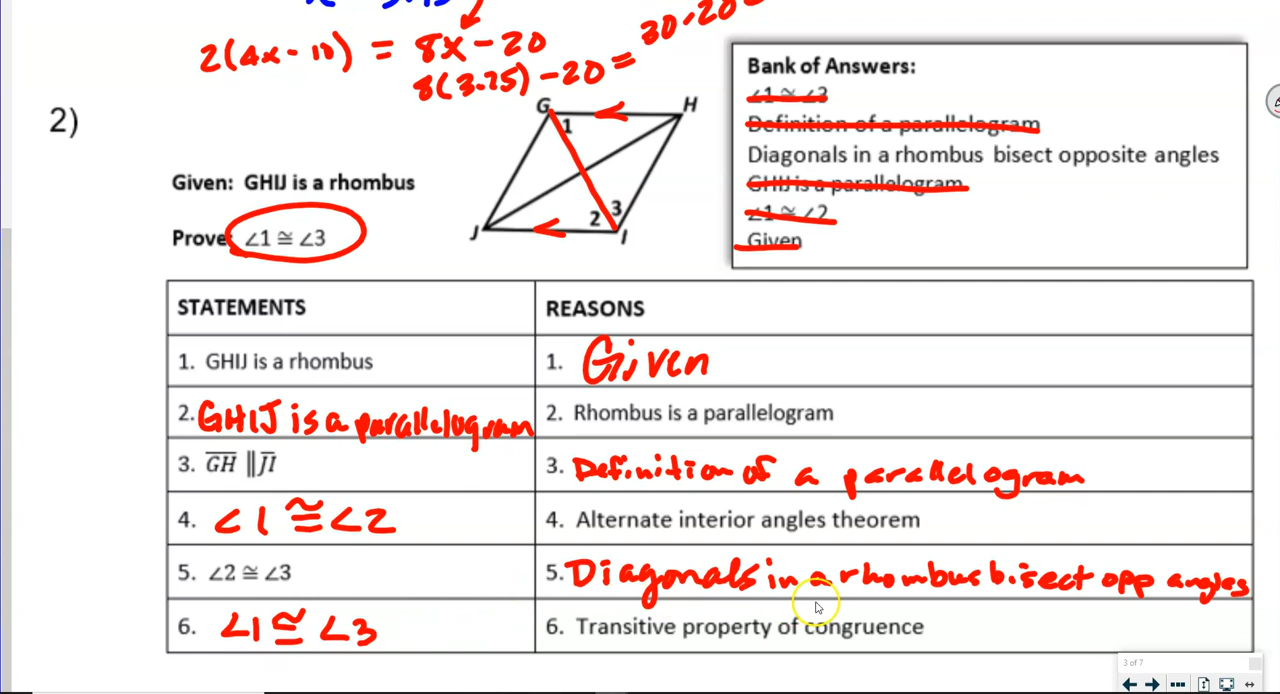 2(4x-10) = 8x-20
8(3.75)-20 = 30-20=
2)
Given: GHIJ is a rhombus
Prove: ∠1 ≅ ∠3
G
H
1
2
3
J
I
Bank of Answers:
∠1 ≅ ∠3
Definition of a parallelogram
Diagonals in a rhombus bisect opposite angles
GHIJ is a parallelogram
∠1 ≅ ∠2
Given
STATEMENTS REASONS
1. GHIJ is a rhombus 1. Given
2. GHIJ is a parallelogram 2. Rhombus is a parallelogram
3. G̅H̅ ∥ J̅I̅ 3. Definition of a parallelogram
4. ∠1 ≅ ∠2 4. Alternate interior angles theorem
5. ∠2 ≅ ∠3 5. Diagonals in a rhombus bisect opp angles
6. ∠1 ≅ ∠3 6. Transitive property of congruence
3 of 7